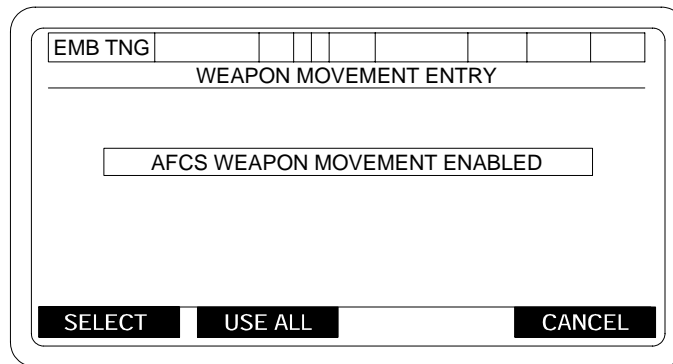 EMB TNG
WEAPON MOVEMENT ENTRY
AFCS WEAPON MOVEMENT ENABLED
SELECT USE ALL CANCEL